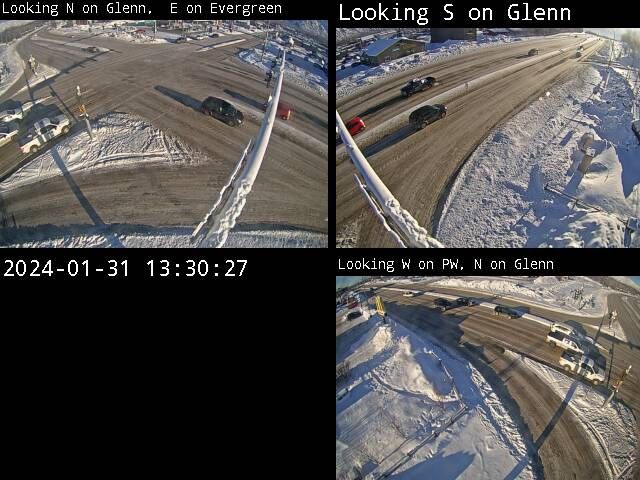 Looking N on Glenn,  E on Evergreen
Looking S on Glenn
2024-01-31 13:30:27
Looking W on PW, N on Glenn